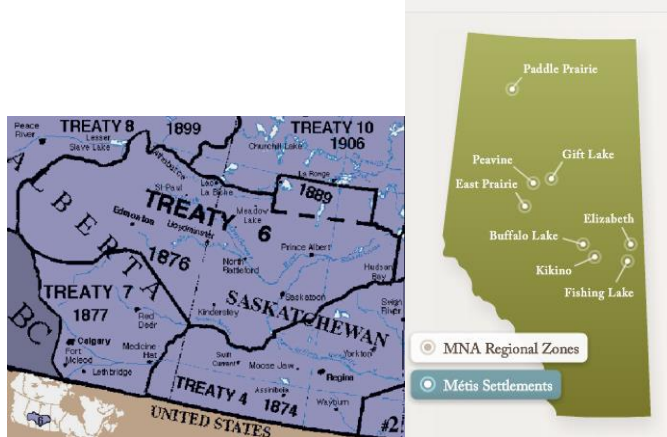 Peace
River
TREATY 8
1899
TREATY 10
1906
Lesser
Slave Lake
Churchill Lake
La Ronge
1889
Athabasca
St. Paul
Lac
La Biche
Meadow
Lake
ALBERTA
TREATY 6
Edmonton
Lloydminster
1876
North
Battleford
Prince Albert
Hudson
Bay
TREATY 7
1877
Red
Deer
Kindersley
Saskatoon
SASKATCHEWAN
Swan
River
BC
Calgary
Fort
Mcleod
Medicine
Hat
Lethbridge
Swift
Current
Moose Jaw
Yorkton
Regina
Assiniboia
Weyburn
TREATY 4
1874
UNITED STATES
#2
Paddle Prairie
Peavine
Gift Lake
East Prairie
Elizabeth
Buffalo Lake
Kikino
Fishing Lake
MNA Regional Zones
Métis Settlements